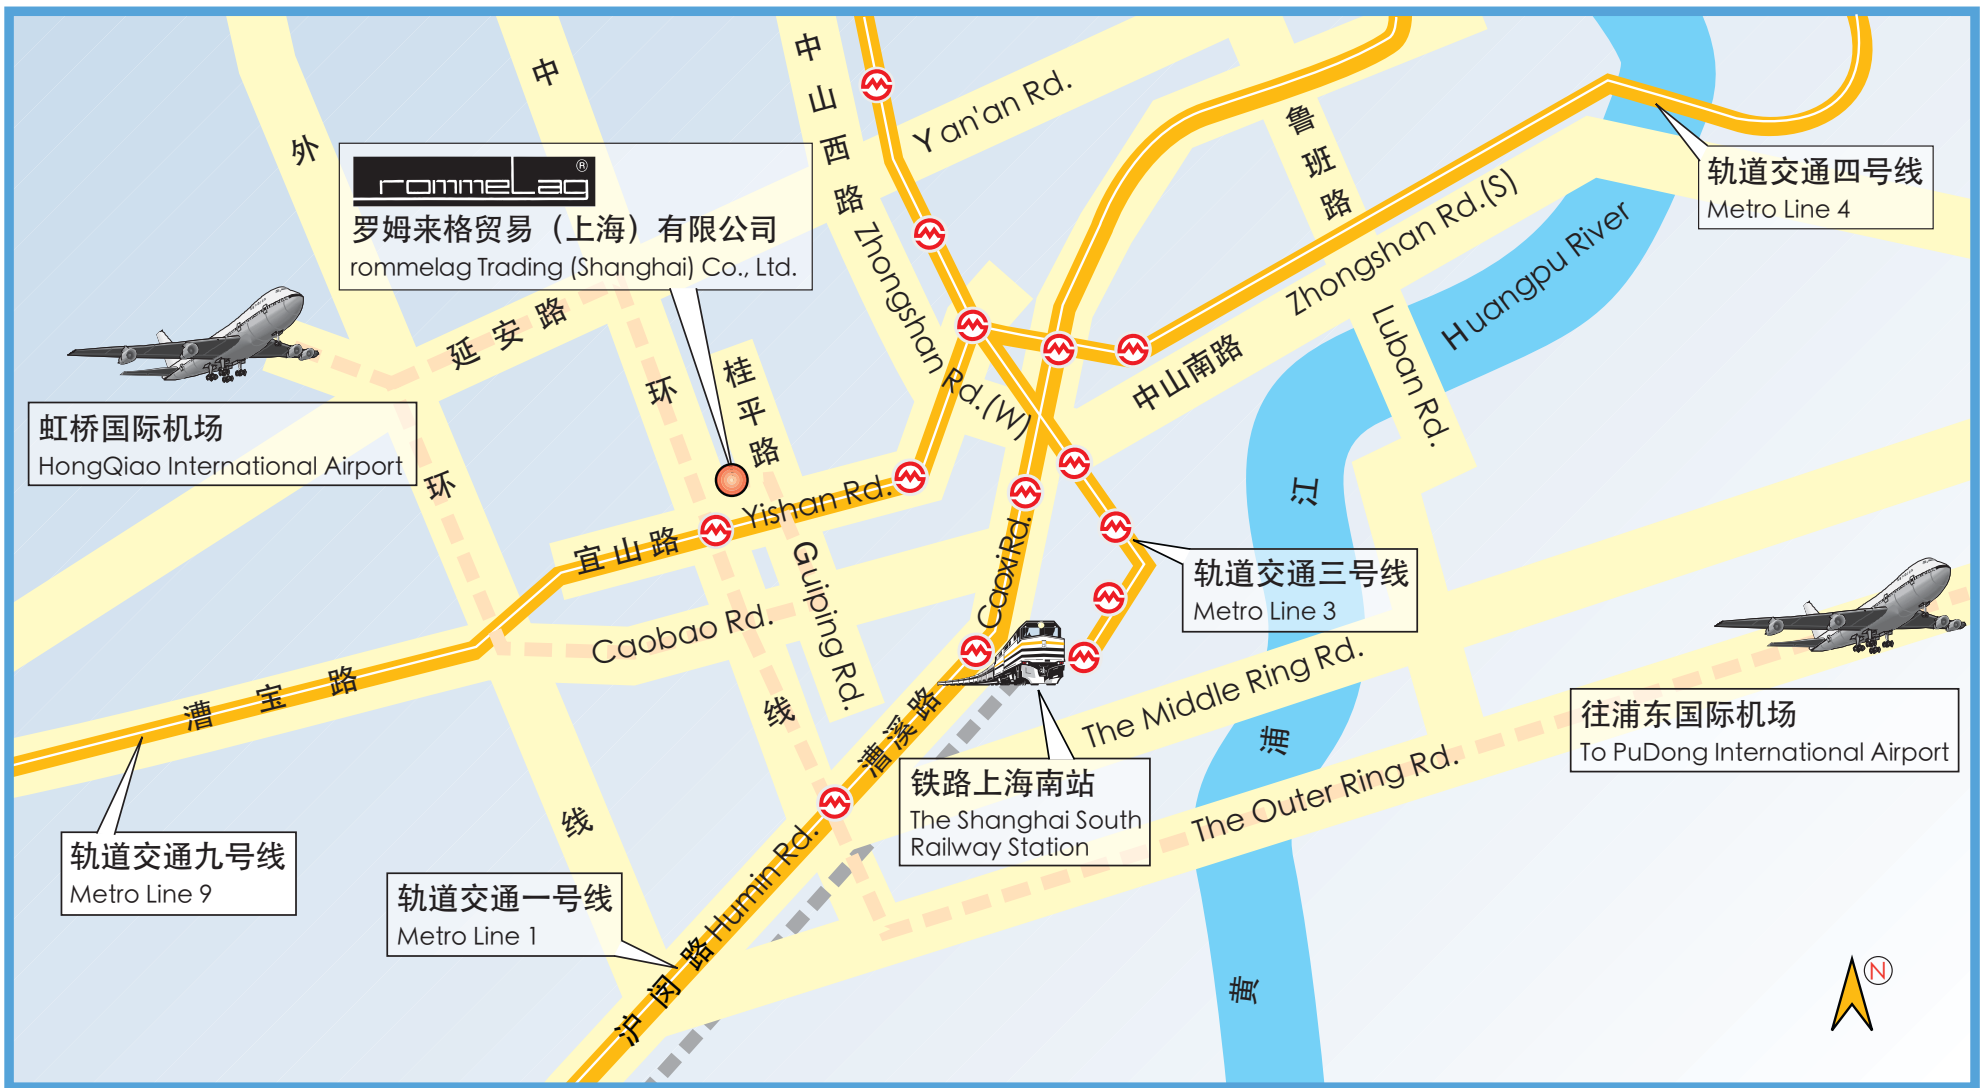 中山西路
Zhongshan Rd.(W)
Yan'an Rd.
延安路
外环线
中环线
rommelag®
罗姆来格贸易（上海）有限公司
rommelag Trading (Shanghai) Co., Ltd.
鲁班路
Luban Rd.
轨道交通四号线
Metro Line 4
Zhongshan Rd.(S)
中山南路
Huangpu River
黄浦江
虹桥国际机场
HongQiao International Airport
桂平路
Guiping Rd.
宜山路
Yishan Rd.
Caobao Rd.
漕宝路
Caoxi Rd.
漕溪路
轨道交通三号线
Metro Line 3
The Middle Ring Rd.
The Outer Ring Rd.
往浦东国际机场
To PuDong International Airport
铁路上海南站
The Shanghai South
Railway Station
轨道交通九号线
Metro Line 9
轨道交通一号线
Metro Line 1
沪闵路
Humin Rd.
N